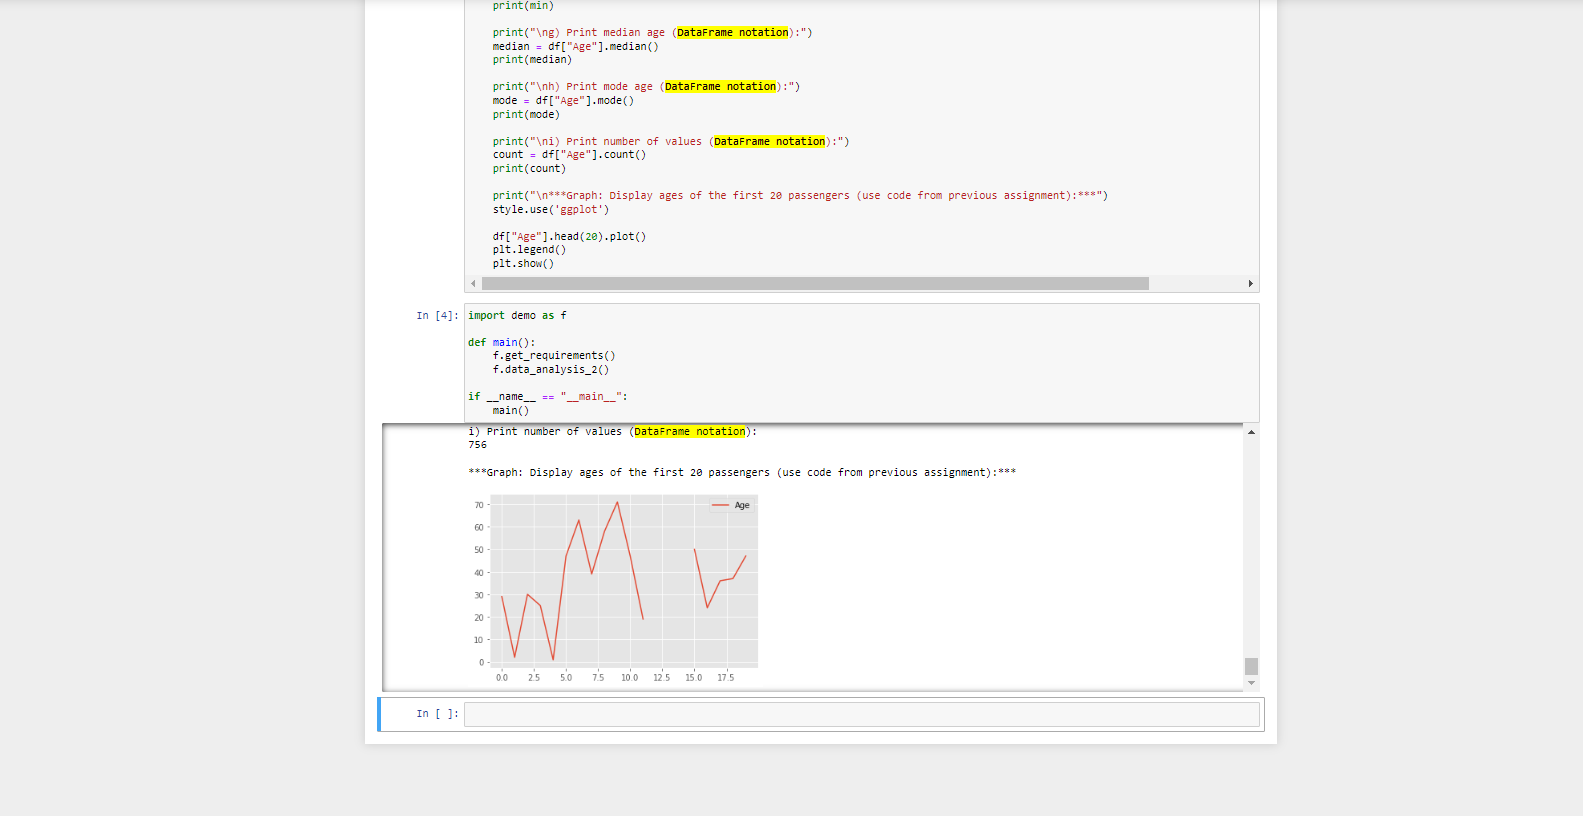 print(min)
print("\ng) Print median age (DataFrame notation):")
median = df["Age"].median()
print(median)
print("\nh) Print mode age (DataFrame notation):")
mode = df["Age"].mode()
print(mode)
print("\ni) Print number of values (DataFrame notation):")
count = df["Age"].count()
print(count)
print("\n***Graph: Display ages of the first 20 passengers (use code from previous assignment):***")
style.use('ggplot')
df["Age"].head(20).plot()
plt.legend()
plt.show()
In [4]:
import demo as f
def main():
f.get_requirements()
f.data_analysis_2()
if __name__ == "__main__":
main()
i) Print number of values (DataFrame notation):
756
***Graph: Display ages of the first 20 passengers (use code from previous assignment):***
Age
70
60
50
40
30
20
10
0
0.0 2.5 5.0 7.5 10.0 12.5 15.0 17.5
In [ ]: